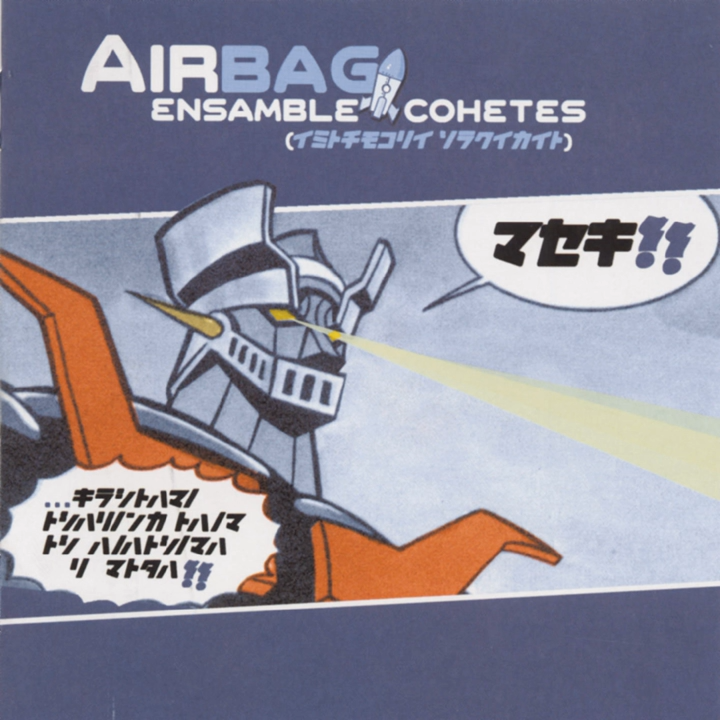 AIRBAG
ENSAMBLE COHETES
(イミトチモコリイ ソラクイカイト)
マセキ!!
...キラシトハマノ
トシハリノンカ トハノマ
トシ ハノハトソノマハ
リ マトタハ!!